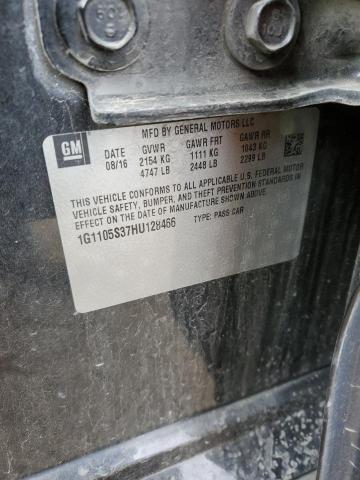 MFD BY GENERAL MOTORS LLC
GM
DATE GVWR GAWR FRT GAWR RR
08/16 2154 KG 1111 KG 1043 KG
4747 LB 2448 LB 2299 LB
THIS VEHICLE CONFORMS TO ALL APPLICABLE U.S. FEDERAL MOTOR
VEHICLE SAFETY, BUMPER, AND THEFT PREVENTION STANDARDS IN
EFFECT ON THE DATE OF MANUFACTURE SHOWN ABOVE.
1G1105S37HU128466 TYPE: PASS CAR